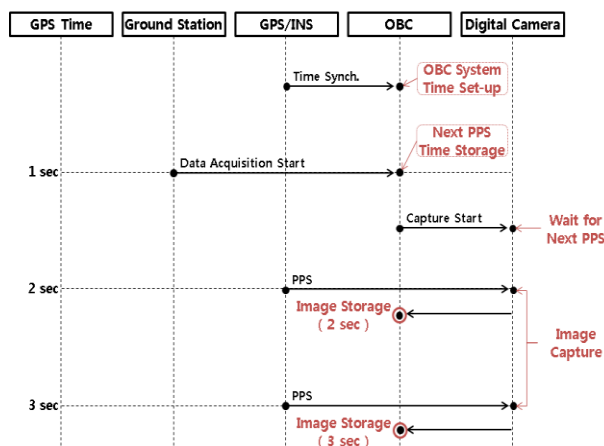 GPS Time
Ground Station
GPS/INS
OBC
Digital Camera
Time Synch.
OBC System
Time Set-up
Next PPS
Time Storage
Data Acquisition Start
1 sec
Capture Start
Wait for
Next PPS
2 sec
PPS
Image Storage
( 2 sec )
Image
Capture
3 sec
PPS
Image Storage
( 3 sec )